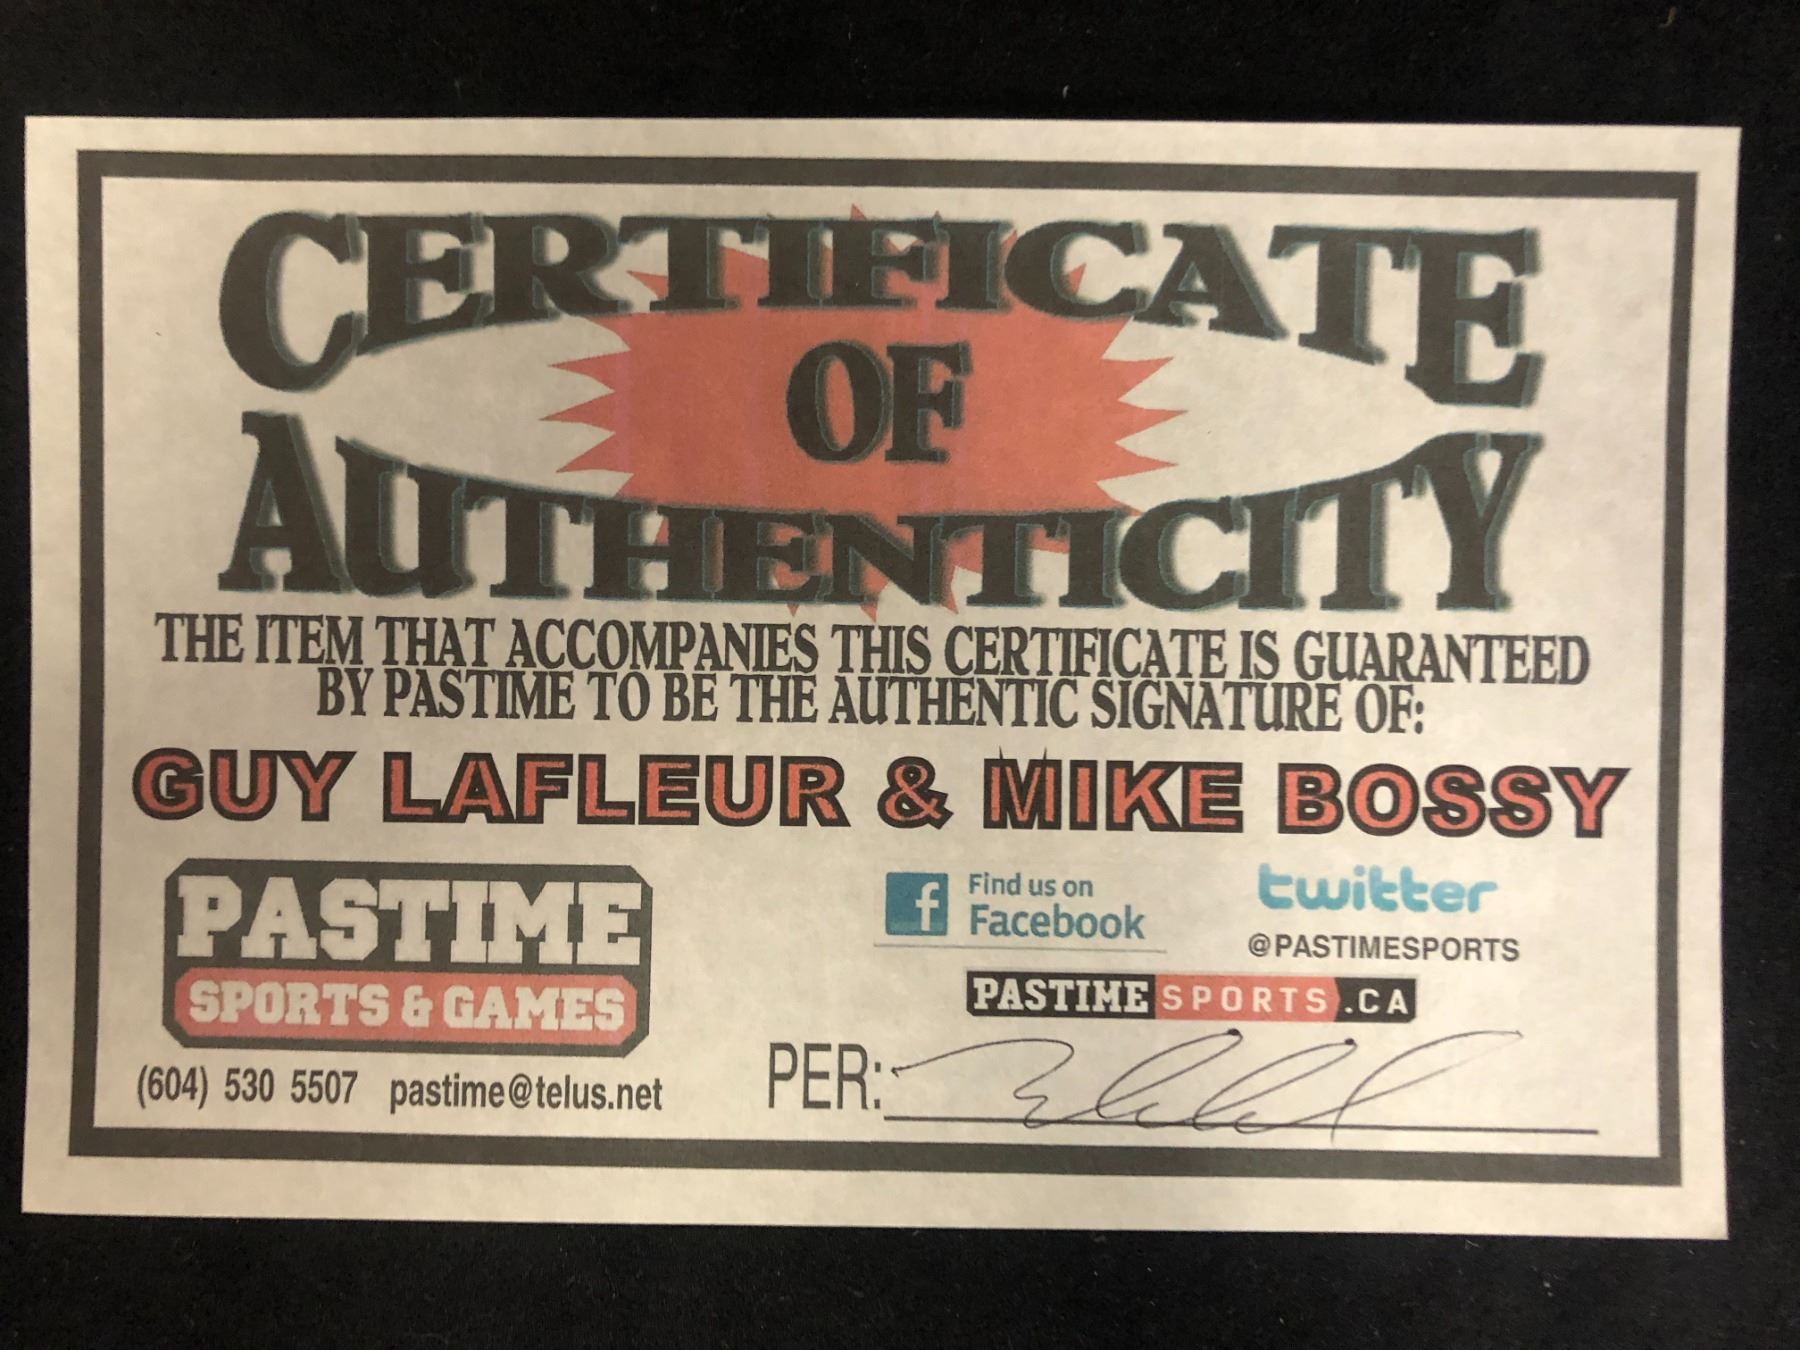 CERTIFICATE
OF
AUTHENTICITY
THE ITEM THAT ACCOMPANIES THIS CERTIFICATE IS GUARANTEED
BY PASTIME TO BE THE AUTHENTIC SIGNATURE OF:
GUY LAFLEUR & MIKE BOSSY
PASTIME
SPORTS & GAMES
(604) 530 5507 pastime@telus.net
f Find us on
Facebook
twitter
@PASTIMESPORTS
PASTIMESPORTS.CA
PER: